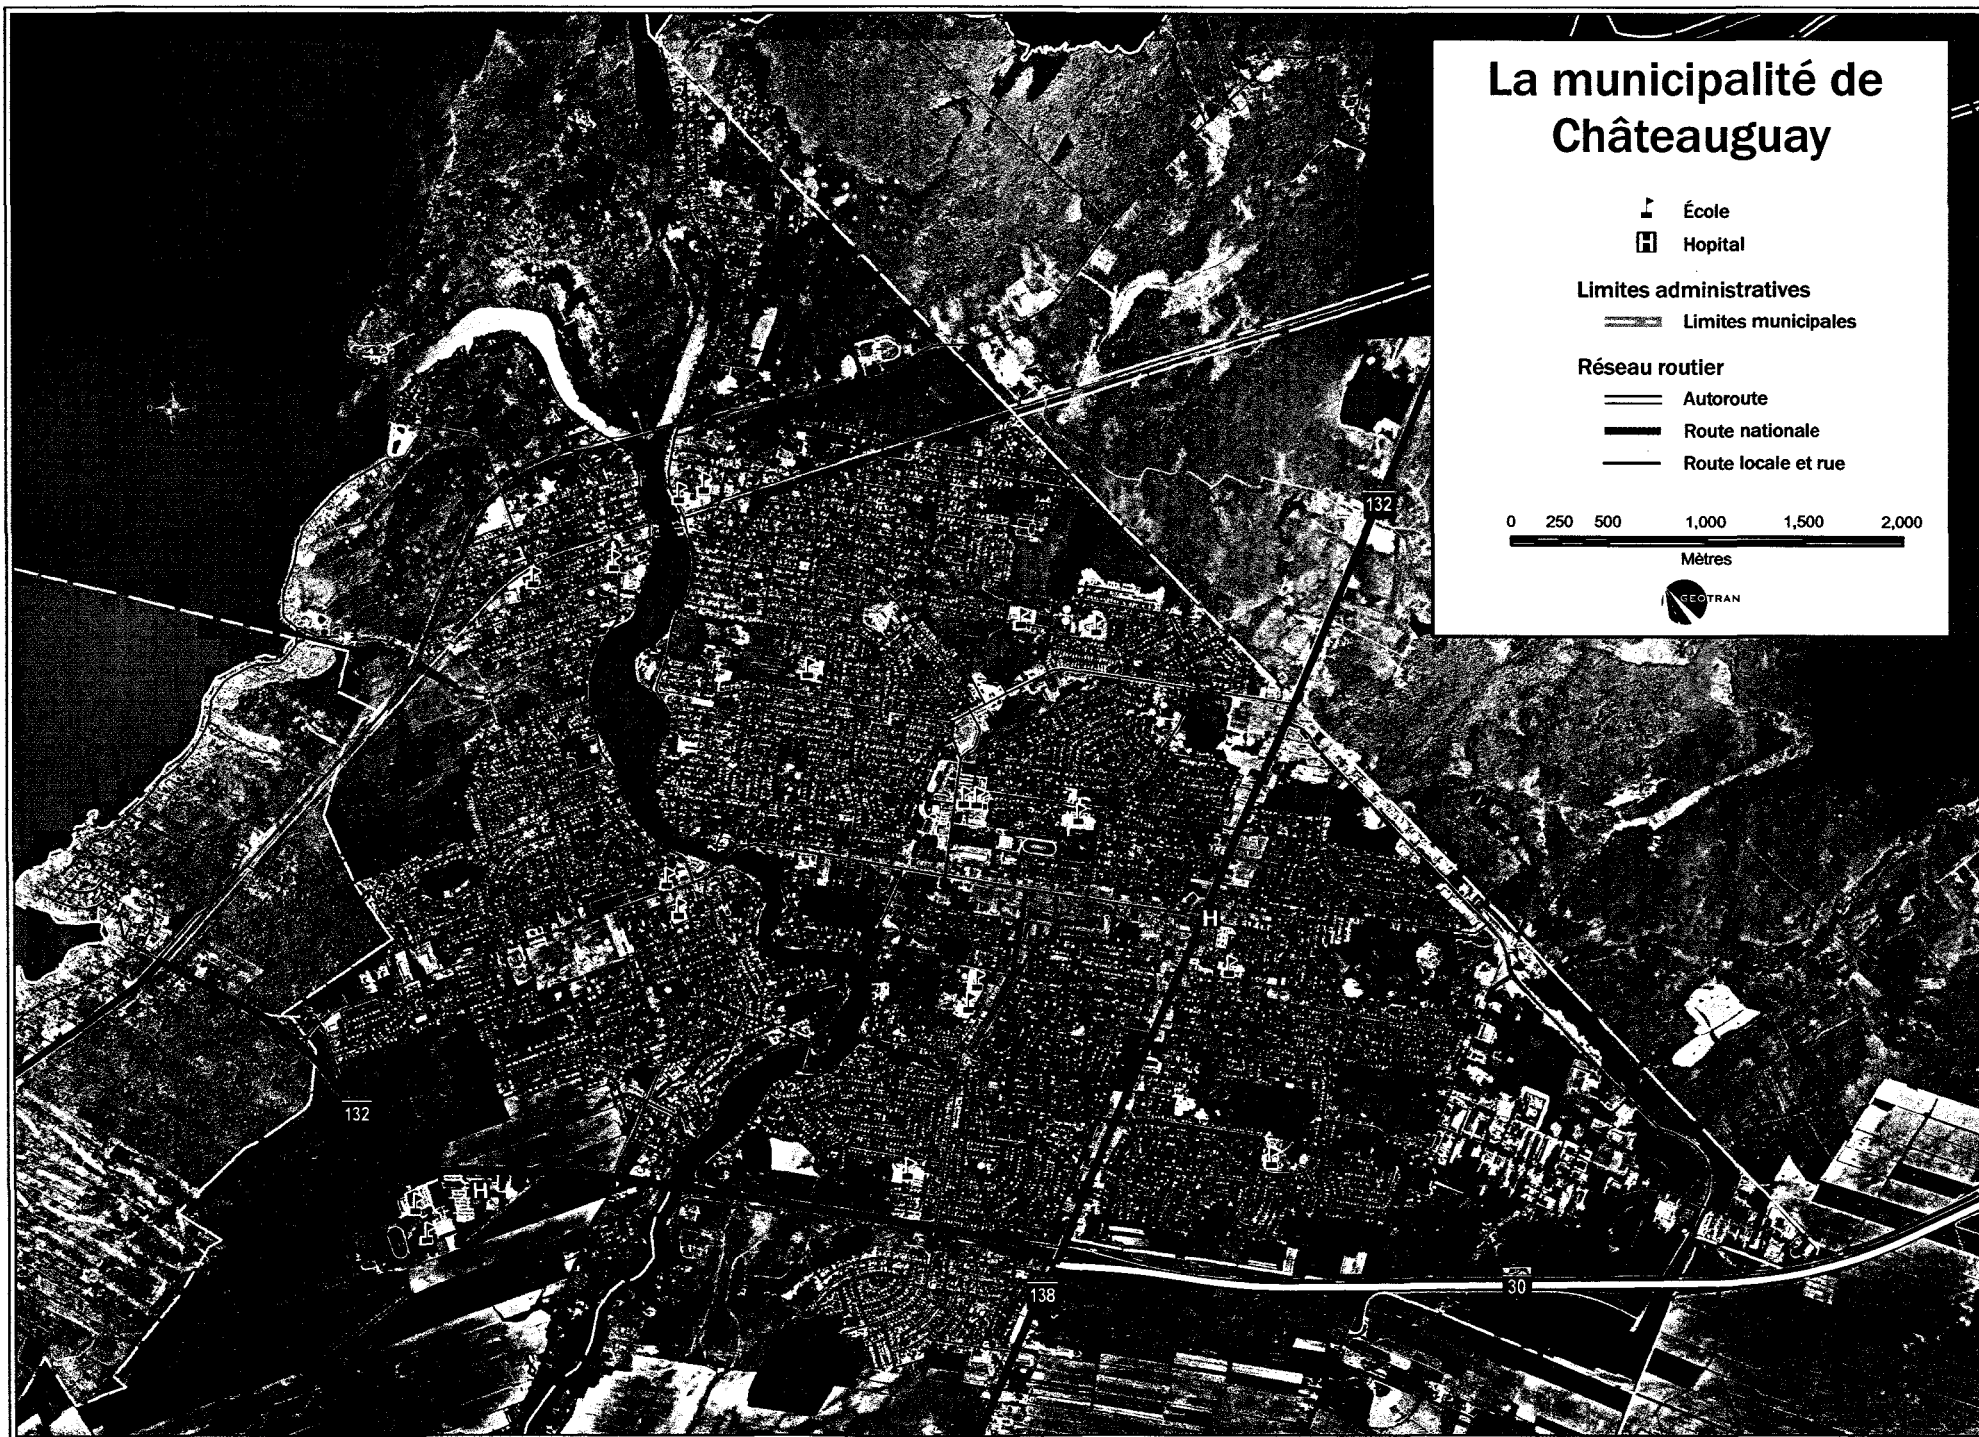 La municipalité de
Châteauguay
École
H Hopital
Limites administratives
Limites municipales
Réseau routier
Autoroute
Route nationale
Route locale et rue
0 250 500 1,000 1,500 2,000
Mètres
GEOTRAN
132
H
132
H
138
30